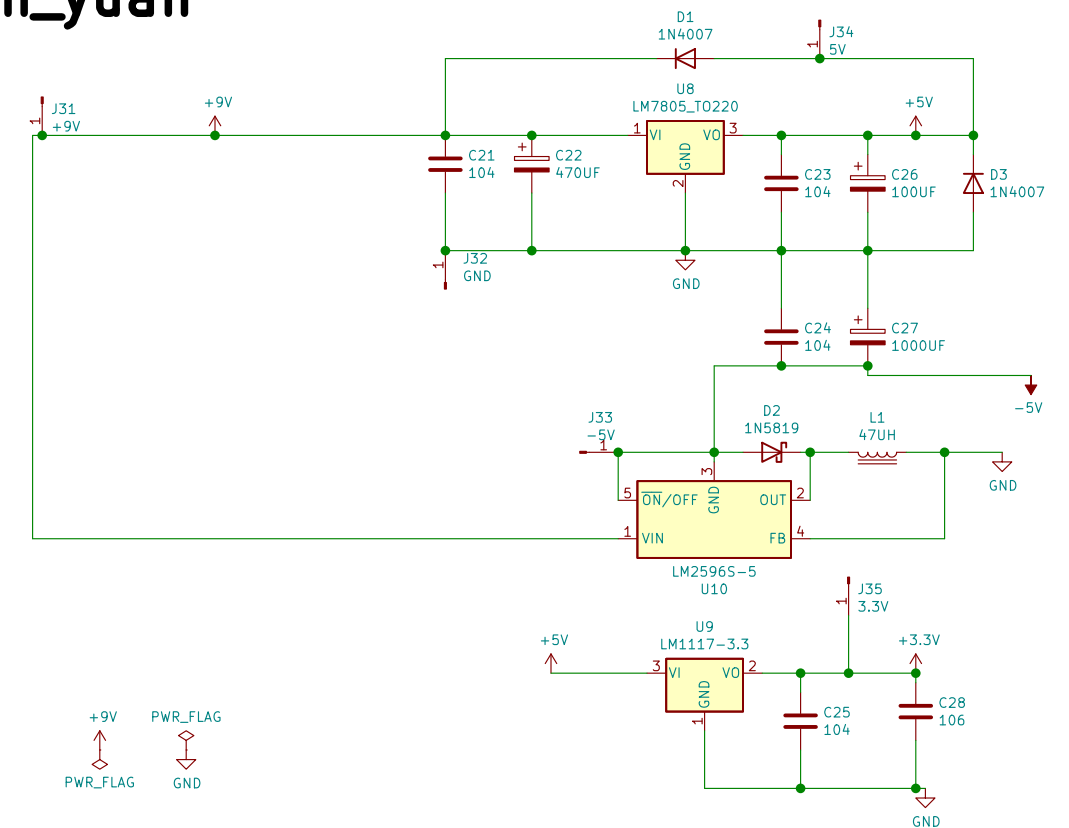 n_yuan
D1
1N4007
J34
5V
1
J31
+9V
1
+9V
U8
LM7805_TO220
+5V
1
VI
VO
3
GND
2
C21
104
+
C22
470UF
C23
104
+
C26
100UF
D3
1N4007
J32
GND
1
GND
C24
104
+
C27
1000UF
-5V
J33
-5V
1
D2
1N5819
L1
47UH
GND
3
GND
5
ON/OFF
OUT
2
1
VIN
FB
4
LM2596S-5
U10
J35
3.3V
1
+5V
U9
LM1117-3.3
+3.3V
3
VI
VO
2
GND
1
C25
104
C28
106
GND
+9V
PWR_FLAG
PWR_FLAG
GND